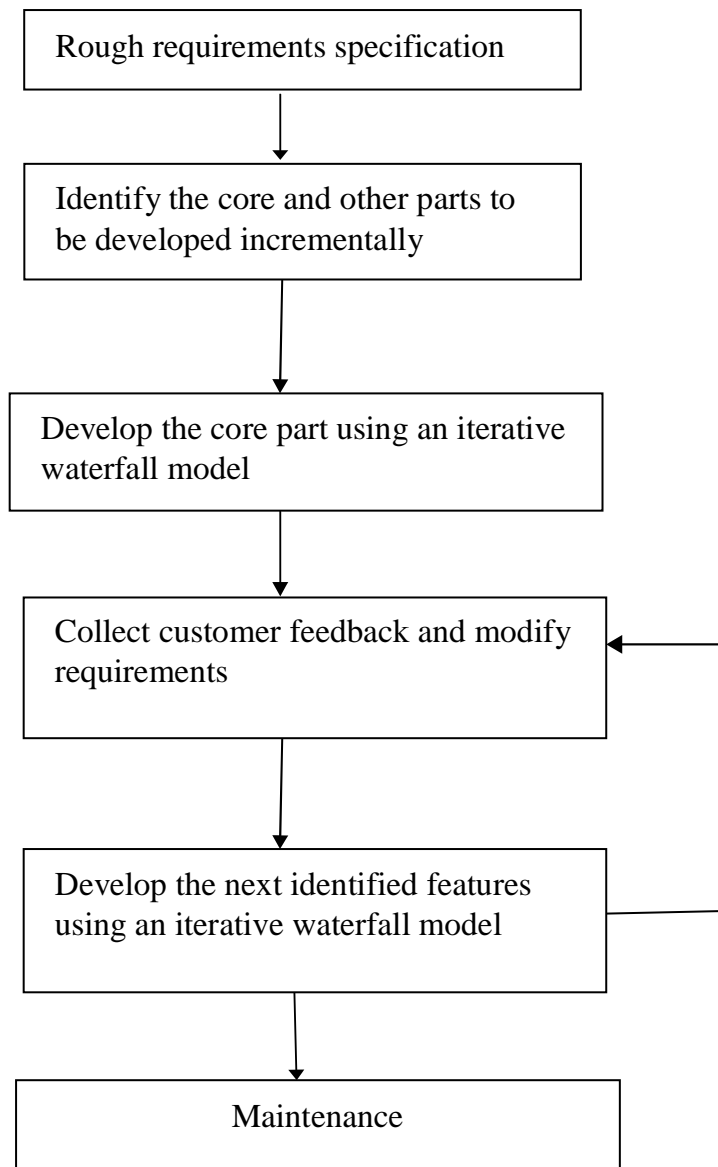 Rough requirements specification
Identify the core and other parts to
be developed incrementally
Develop the core part using an iterative
waterfall model
Collect customer feedback and modify
requirements
Develop the next identified features
using an iterative waterfall model
Maintenance